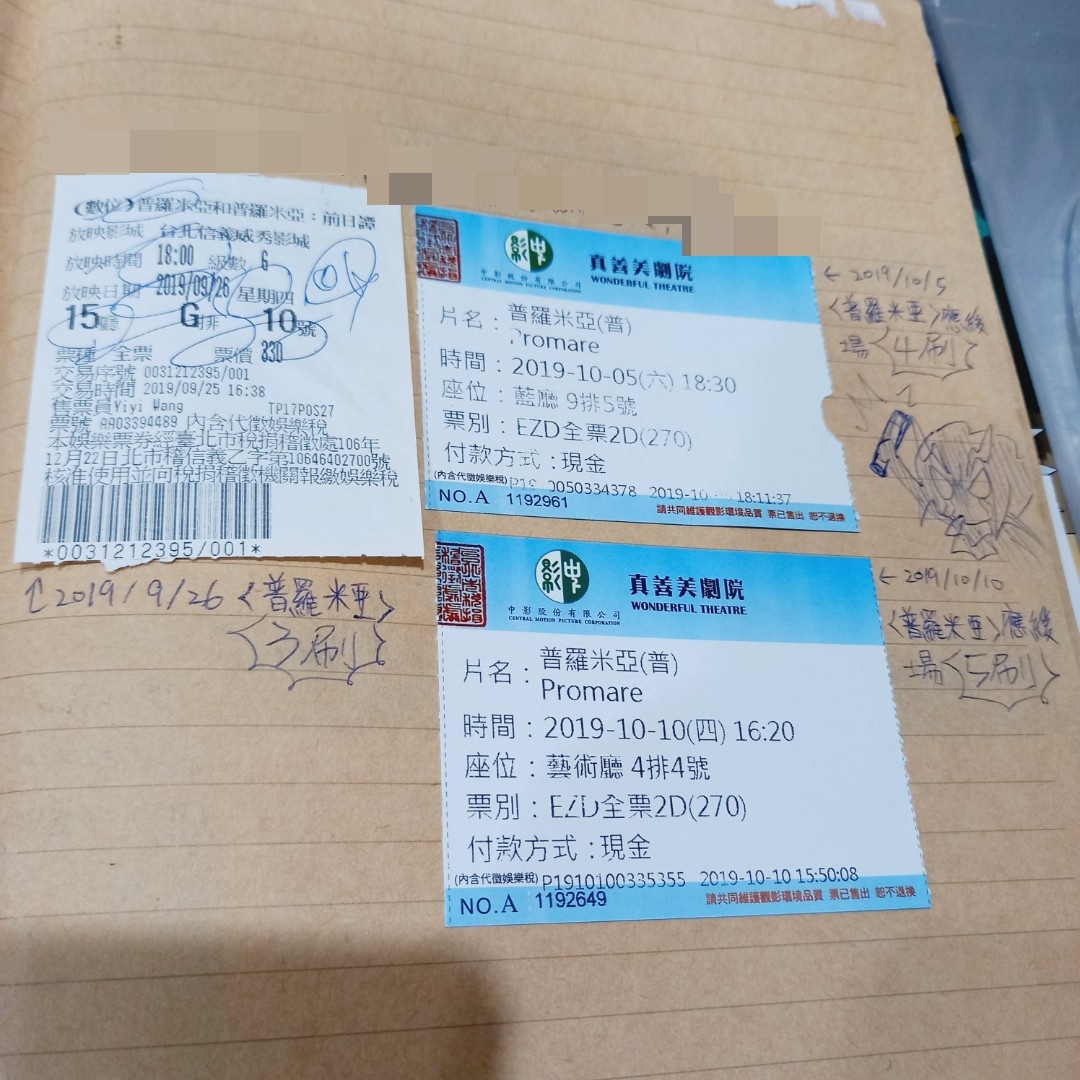 (數位)普羅米亞和普羅米亞：前日譚
放映影城 台北信義威秀影城
放映時間 18:00 級數 G
放映日期 2019/09/26 星期四
15廳 G排 10號
票種 全票 票價 330
交易序號 0031212395/001
交易時間 2019/09/25 16:38
售票員Yiyi Wang TP17POS27
票號 A903394489 內含代徵娛樂稅
本娛樂票券經臺北市稅捐稽徵處106年
12月22日北市稽信義乙字第10646402700號
核准使用並向稅捐稽徵機關報繳娛樂稅
*0031212395/001*
↑2019/9/26 <普羅米亞>
3刷
影中
中影股份有限公司
CENTRAL MOTION PICTURE CORPORATION
真善美劇院
WONDERFUL THEATRE
片名：普羅米亞(普)
Promare
時間：2019-10-05(六) 18:30
座位：藍廳 9排5號
票別：EZD全票2D(270)
付款方式：現金
(內含代徵娛樂稅)
0050334378 2019-10 18:11:37
NO.A 1192961
請共同維護觀影環境品質 票已售出 恕不退換
← 2019/10/5
<普羅米亞>應援
場 <4刷>
影中
中影股份有限公司
CENTRAL MOTION PICTURE CORPORATION
真善美劇院
WONDERFUL THEATRE
片名：普羅米亞(普)
Promare
時間：2019-10-10(四) 16:20
座位：藝術廳 4排4號
票別：EZD全票2D(270)
付款方式：現金
(內含代徵娛樂稅) P1910100335355 2019-10-10 15:50:08
NO.A 1192649
請共同維護觀影環境品質 票已售出 恕不退換
← 2019/10/10
<普羅米亞>應援
場 <5刷>